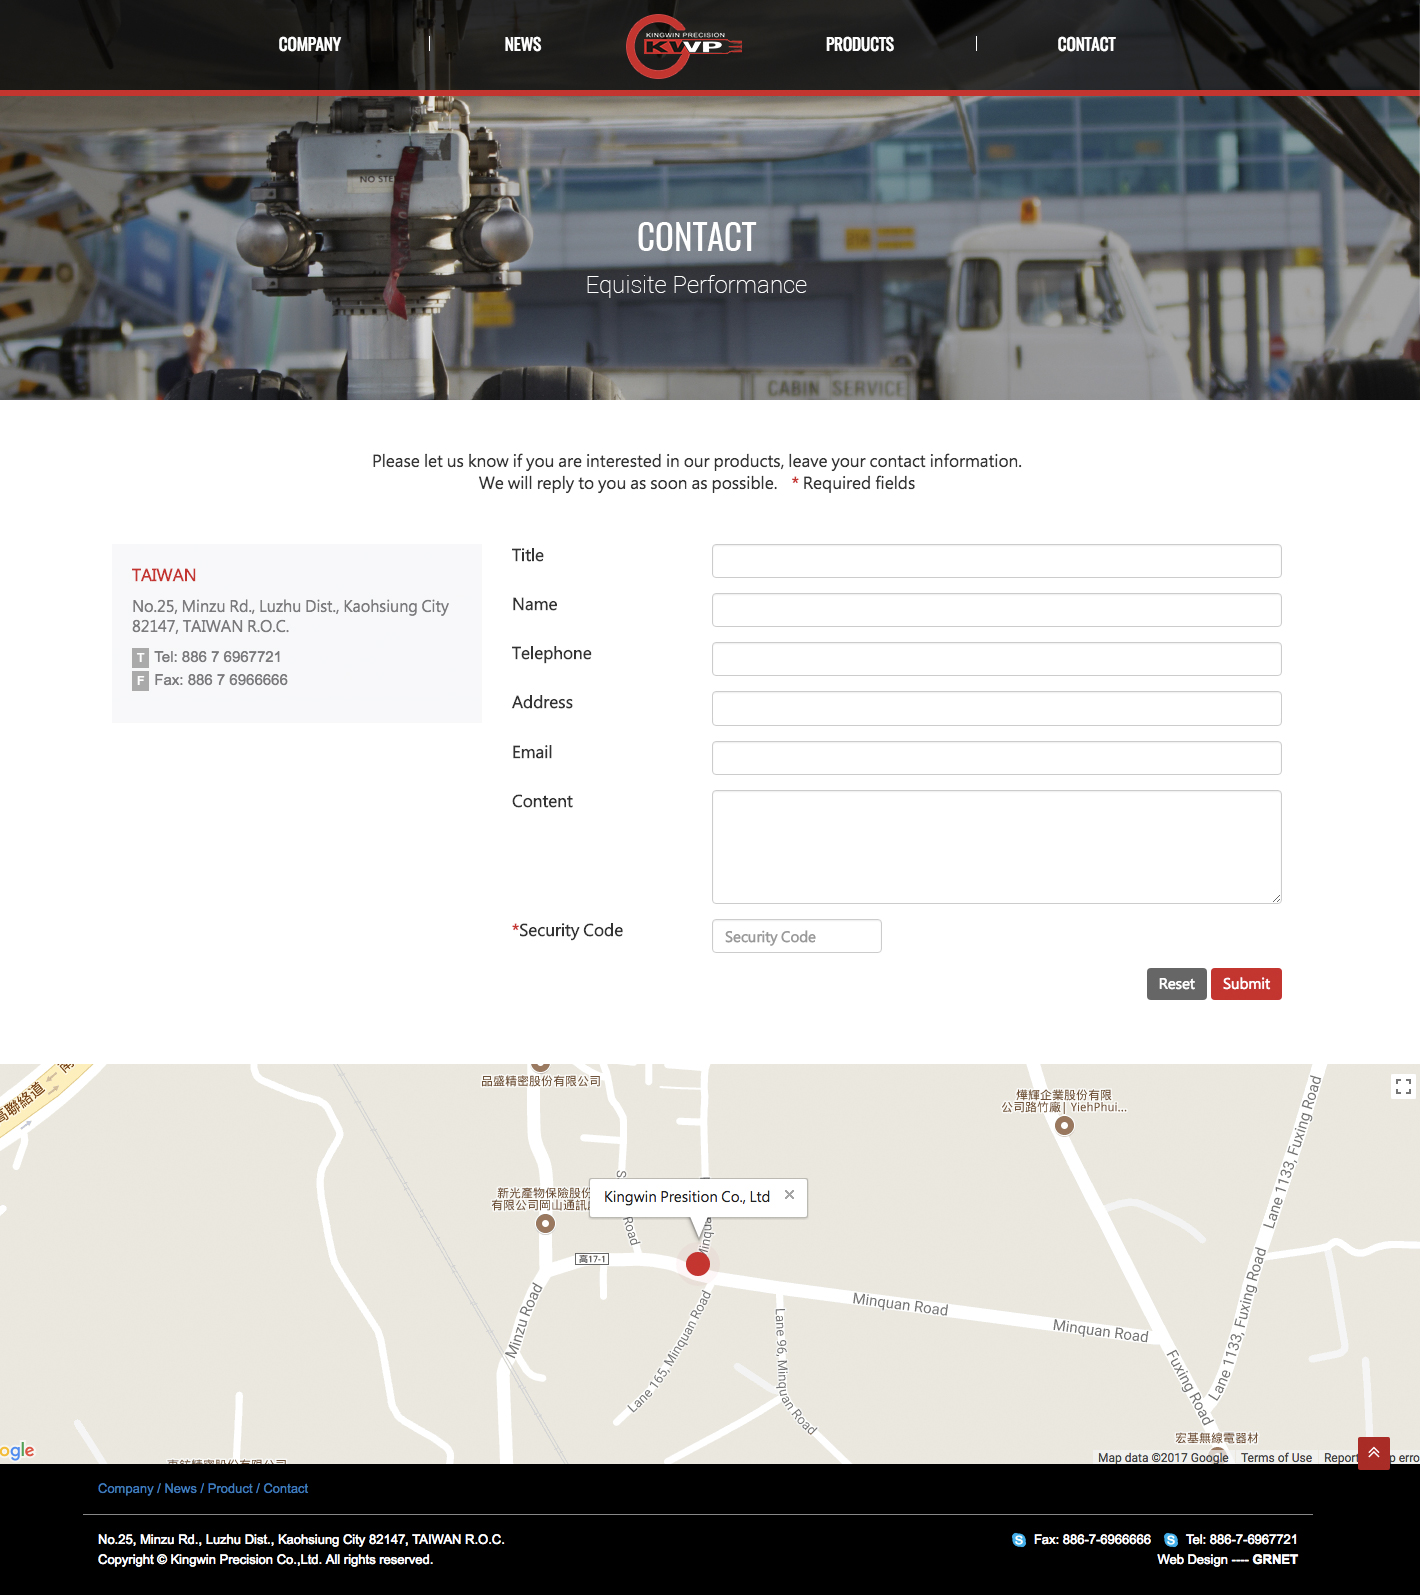 COMPANY
NEWS
KINGWIN PRECISION
KWP
PRODUCTS
CONTACT
NO STEP
CONTACT
Equisite Performance
CABIN SERVICE
Please let us know if you are interested in our products, leave your contact information.
We will reply to you as soon as possible. * Required fields
TAIWAN
No.25, Minzu Rd., Luzhu Dist., Kaohsiung City
82147, TAIWAN R.O.C.
T Tel: 886 7 6967721
F Fax: 886 7 6966666
Title
Name
Telephone
Address
Email
Content
*Security Code
Security Code
Reset
Submit
高聯絡道
品盛精密股份有限公司
燁輝企業股份有限
公司路竹廠| YiehPhui...
新光產物保險股份
有限公司岡山通訊
Kingwin Presition Co., Ltd
Road
Minquan
高17-1
Minzu Road
Lane 165, Minquan Road
Lane 96, Minquan Road
Minquan Road
Minquan Road
Fuxing Road
Lane 1133, Fuxing Road
Lane 1133, Fuxing Road
宏基無線電器材
ogle
Map data ©2017 Google
Terms of Use
Report
p erro
Company / News / Product / Contact
No.25, Minzu Rd., Luzhu Dist., Kaohsiung City 82147, TAIWAN R.O.C.
Fax: 886-7-6966666
Tel: 886-7-6967721
Copyright © Kingwin Precision Co.,Ltd. All rights reserved.
Web Design ---- GRNET